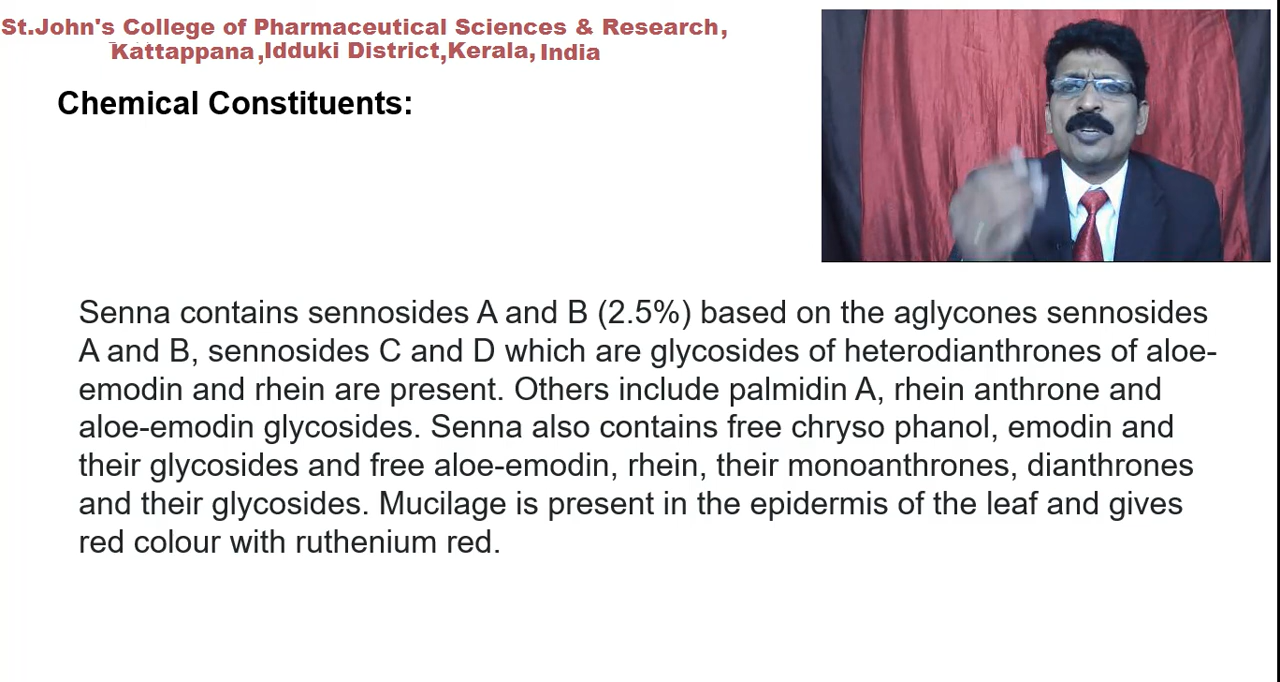 St.John's College of Pharmaceutical Sciences & Research,
Kattappana,Idduki District,Kerala, India
Chemical Constituents:
Senna contains sennosides A and B (2.5%) based on the aglycones sennosides
A and B, sennosides C and D which are glycosides of heterodianthrones of aloe-
emodin and rhein are present. Others include palmidin A, rhein anthrone and
aloe-emodin glycosides. Senna also contains free chryso phanol, emodin and
their glycosides and free aloe-emodin, rhein, their monoanthrones, dianthrones
and their glycosides. Mucilage is present in the epidermis of the leaf and gives
red colour with ruthenium red.